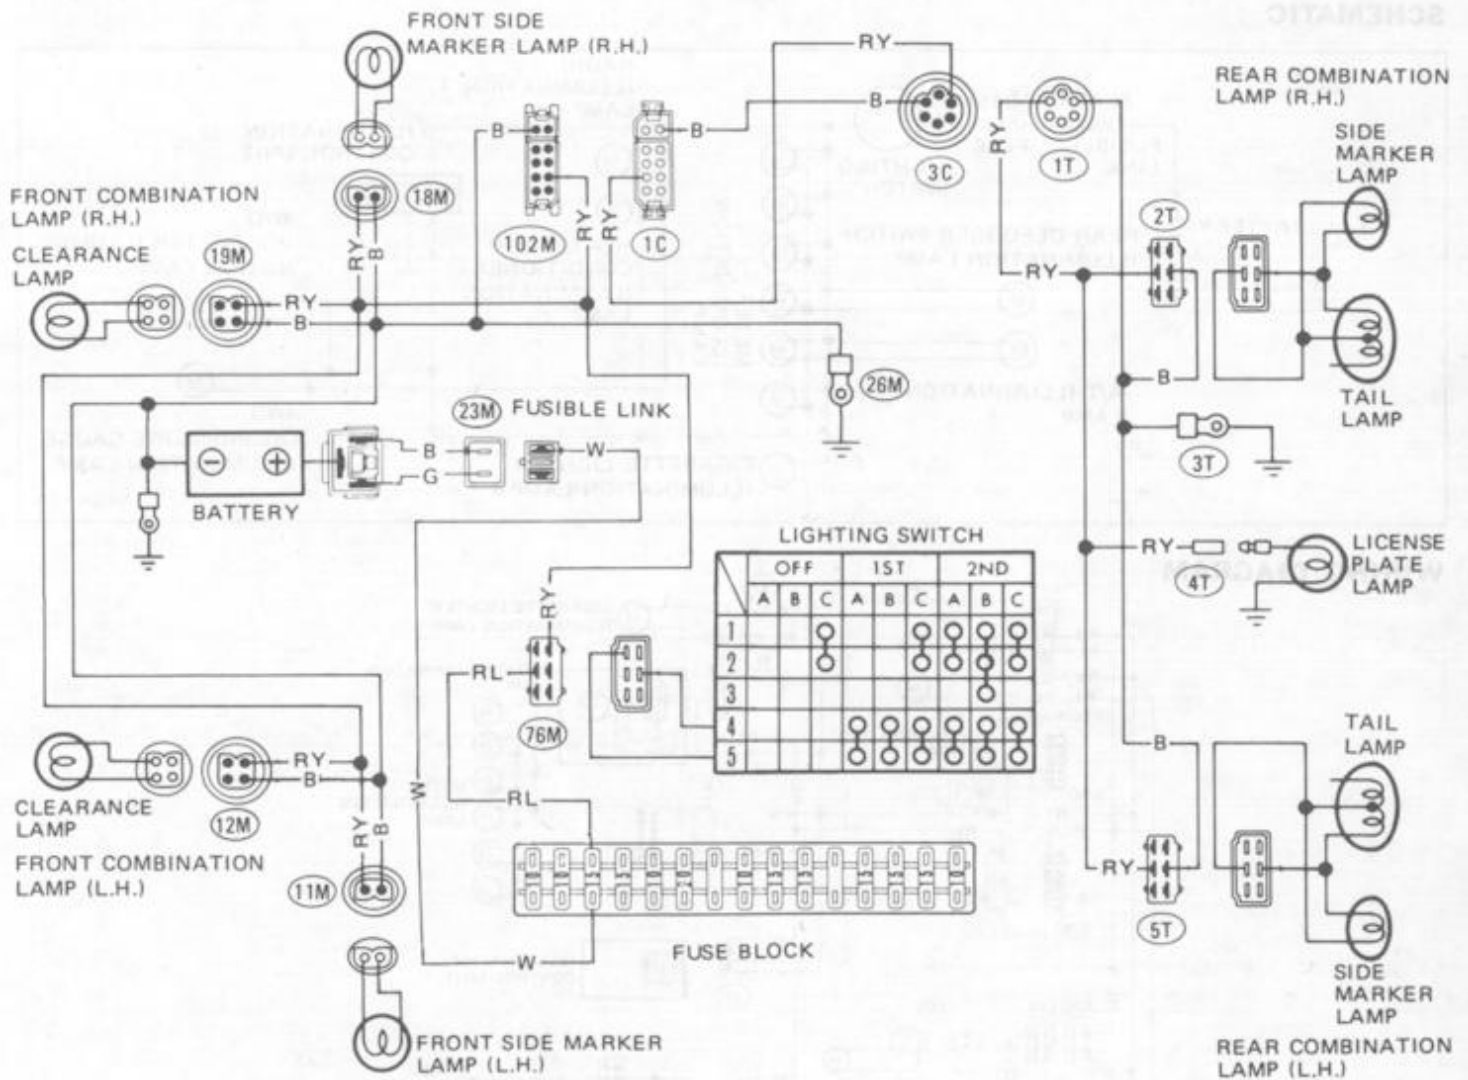 SCHEMATIC
FRONT SIDE
MARKER LAMP (R.H.)
RY
REAR COMBINATION
LAMP (R.H.)
B
B
B
RY
SIDE
MARKER
LAMP
3C
1T
FRONT COMBINATION
LAMP (R.H.)
18M
2T
102M
RY
RY
1C
CLEARANCE
LAMP
19M
RY
B
RY
RY
B
B
26M
TAIL
LAMP
23M
FUSIBLE LINK
B
G
W
3T
BATTERY
LIGHTING SWITCH
OFF 1ST 2ND
A B C A B C A B C
1
2
3
4
5
RY
4T
LICENSE
PLATE
LAMP
WIRING DIAGRAM
RY
RL
76M
TAIL
LAMP
B
RY
B
CLEARANCE
LAMP
12M
W
RL
FRONT COMBINATION
LAMP (L.H.)
RY
B
11M
RY
5T
W
FUSE BLOCK
SIDE
MARKER
LAMP
FRONT SIDE MARKER
LAMP (L.H.)
REAR COMBINATION
LAMP (L.H.)